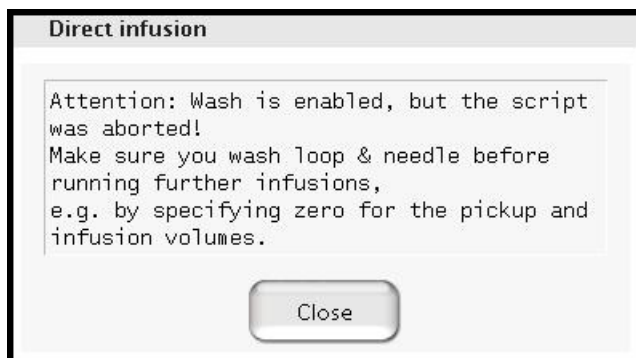 Direct infusion
Attention: Wash is enabled, but the script
was aborted!
Make sure you wash loop & needle before
running further infusions,
e.g. by specifying zero for the pickup and
infusion volumes.
Close